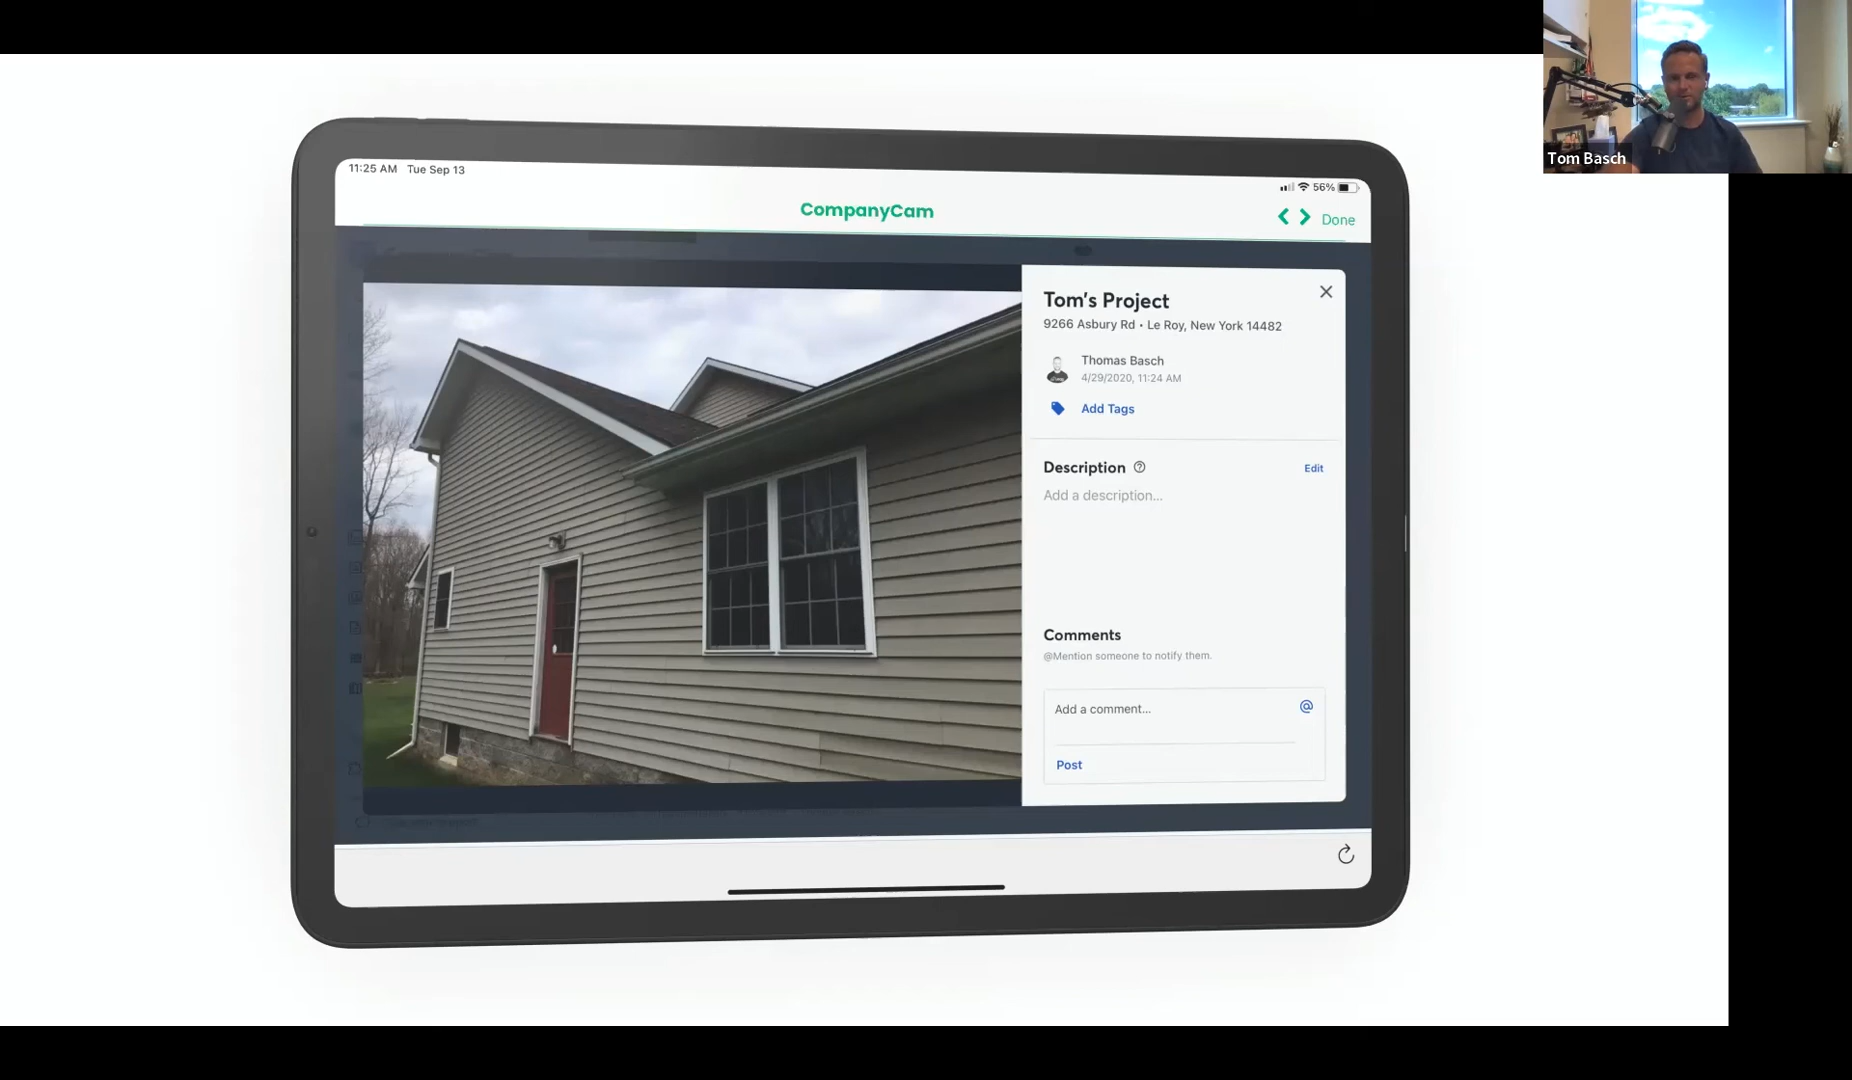 11:25 AM Tue Sep 13
56%
CompanyCam
Done
Tom Basch
Tom's Project
9266 Asbury Rd • Le Roy, New York 14482
Thomas Basch
4/29/2020, 11:24 AM
Add Tags
Description
Edit
Add a description...
Comments
@Mention someone to notify them.
Add a comment...
@
Post